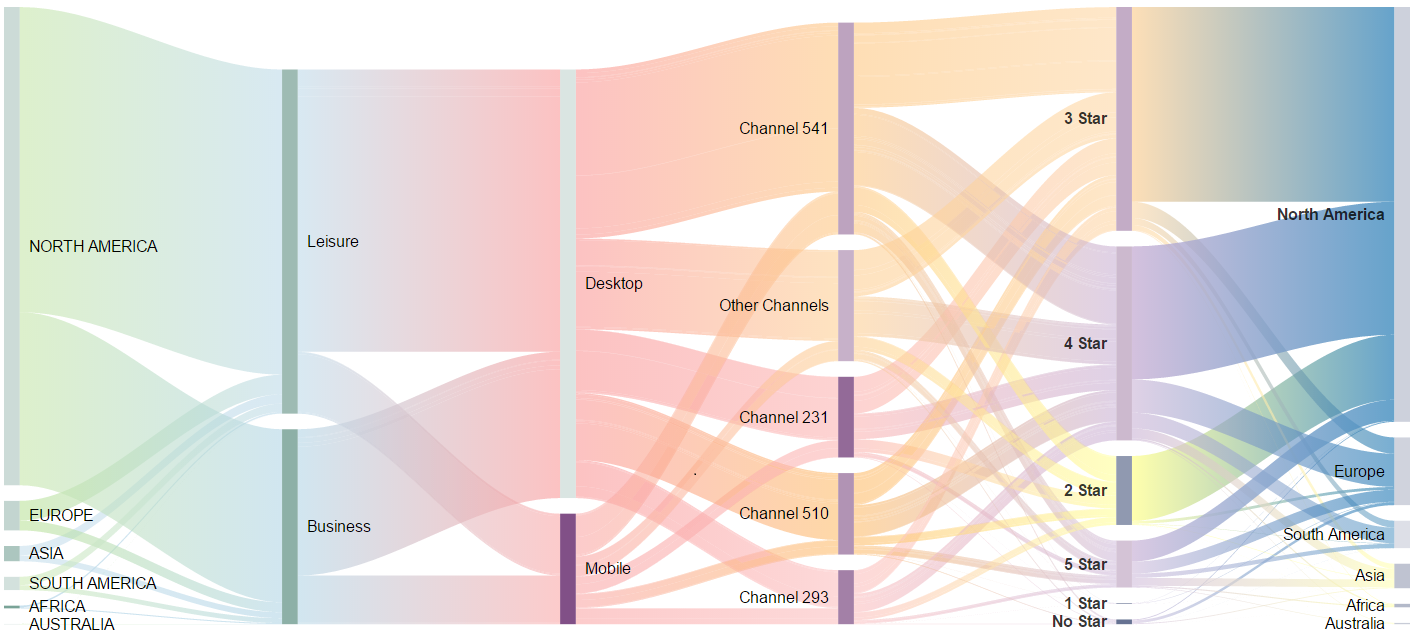 NORTH AMERICA
EUROPE
ASIA
SOUTH AMERICA
AFRICA
AUSTRALIA
Leisure
Business
Desktop
Mobile
Channel 541
Other Channels
Channel 231
Channel 510
Channel 293
3 Star
4 Star
2 Star
5 Star
1 Star
No Star
North America
Europe
South America
Asia
Africa
Australia